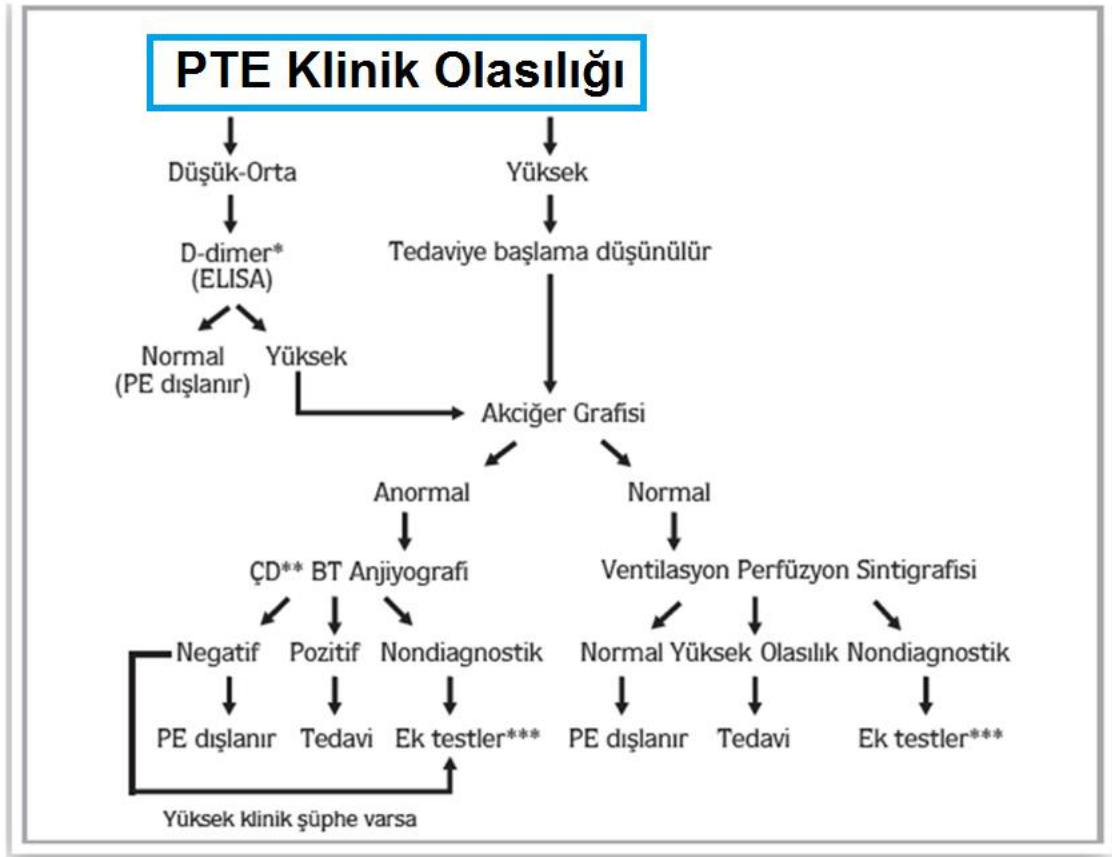 PTE Klinik Olasılığı
Düşük-Orta
Yüksek
D-dimer*
(ELISA)
Tedaviye başlama düşünülür
Normal
(PE dışlanır)
Yüksek
Akciğer Grafisi
Anormal
Normal
ÇD** BT Anjiyografi
Ventilasyon Perfüzyon Sintigrafisi
Negatif Pozitif Nondiagnostik
Normal Yüksek Olasılık Nondiagnostik
PE dışlanır Tedavi Ek testler***
PE dışlanır Tedavi Ek testler***
Yüksek klinik şüphe varsa